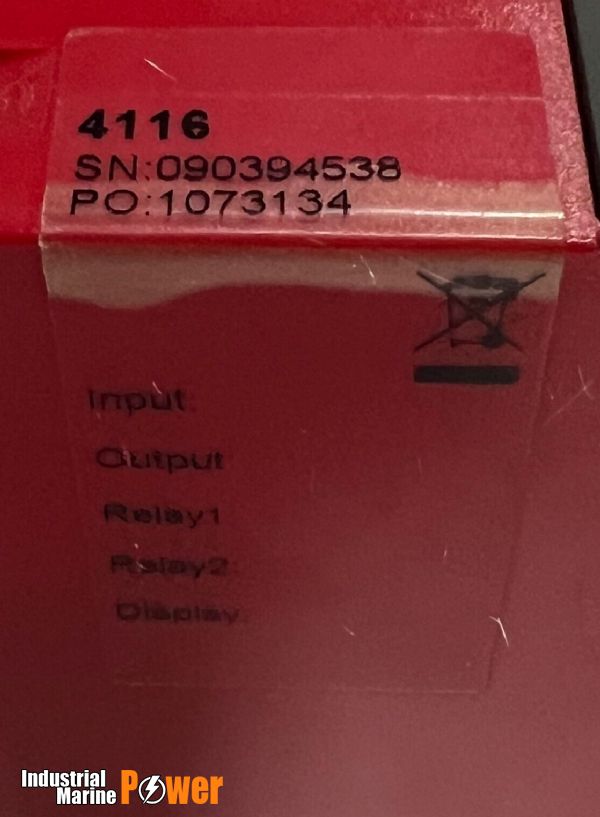 4116
SN:090394538
PO:1073134
Input
Output
Relay1
Relay2
Display
Industrial
Marine Power